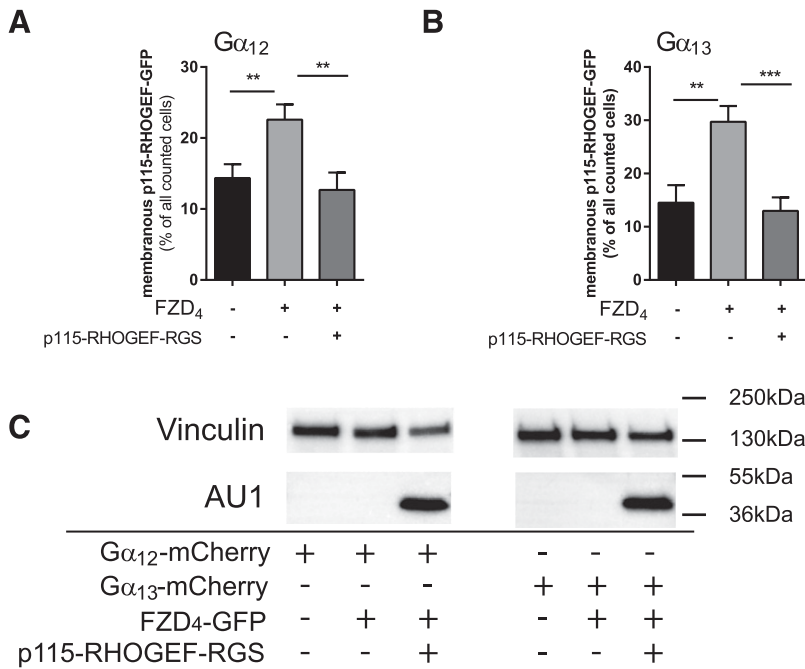 A
Gα12
membranous p115-RHOGEF-GFP
(% of all counted cells)
30
20
10
0
**
**
FZD4 - + +
p115-RHOGEF-RGS - - +
B
Gα13
membranous p115-RHOGEF-GFP
(% of all counted cells)
40
30
20
10
0
**
***
FZD4 - + +
p115-RHOGEF-RGS - - +
C
Vinculin
AU1
250kDa
130kDa
55kDa
36kDa
Gα12-mCherry + + + - - -
Gα13-mCherry - - - + + +
FZD4-GFP - + + - + +
p115-RHOGEF-RGS - - + - - +